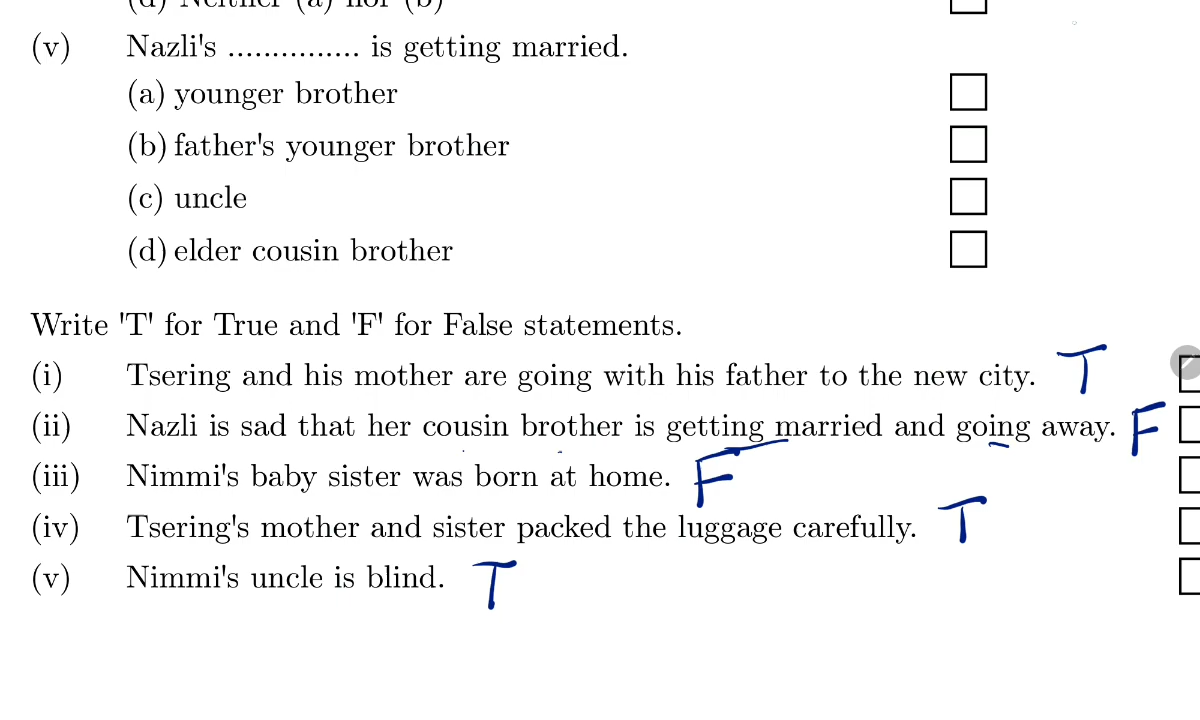 (d) Neither (a) nor (b)
(v) Nazli's ............... is getting married.
(a) younger brother
(b) father's younger brother
(c) uncle
(d) elder cousin brother
Write 'T' for True and 'F' for False statements.
(i) Tsering and his mother are going with his father to the new city. T
(ii) Nazli is sad that her cousin brother is getting married and going away. F
(iii) Nimmi's baby sister was born at home. F
(iv) Tsering's mother and sister packed the luggage carefully. T
(v) Nimmi's uncle is blind. T